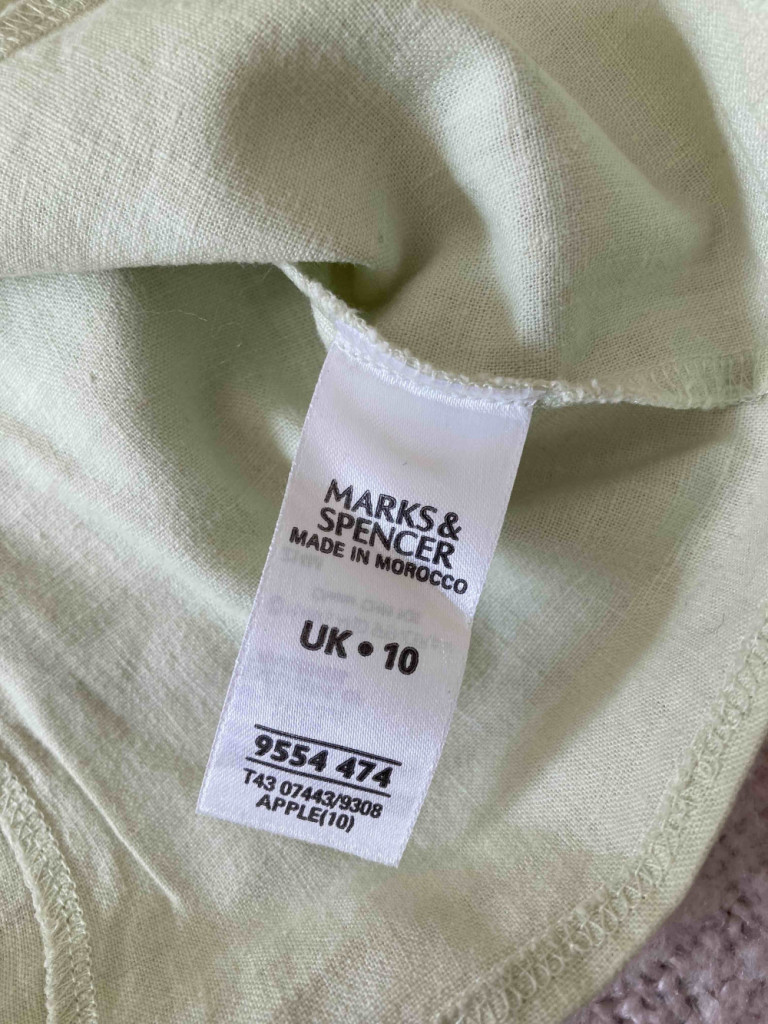 MARKS &
SPENCER
MADE IN MOROCCO
UK • 10
9554 474
T43 07443/9308
APPLE(10)